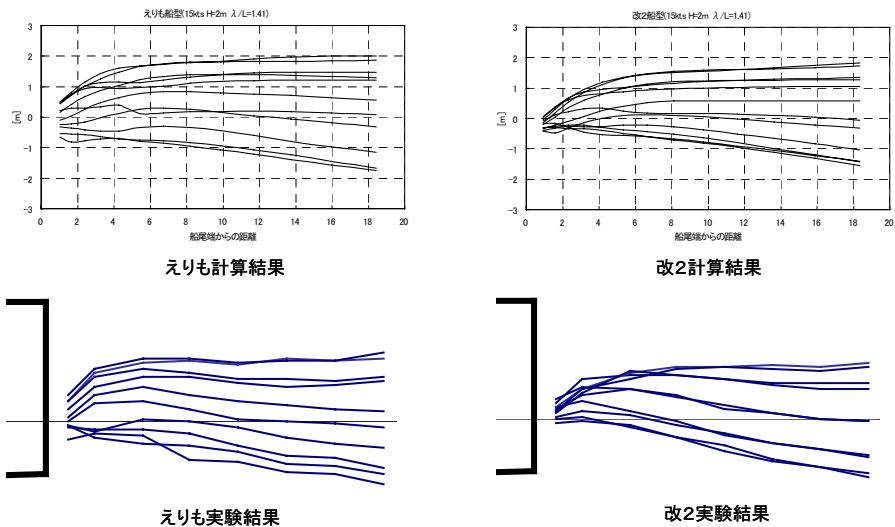 えりも船型(15kts H=2m λ/L=1.41)
3
2
1
0
-1
-2
-3
[m]
0 2 4 6 8 10 12 14 16 18 20
船尾端からの距離
えりも計算結果
改2船型(15kts H=2m λ/L=1.41)
3
2
1
0
-1
-2
-3
[m]
0 2 4 6 8 10 12 14 16 18 20
船尾端からの距離
改2計算結果
えりも実験結果
改2実験結果